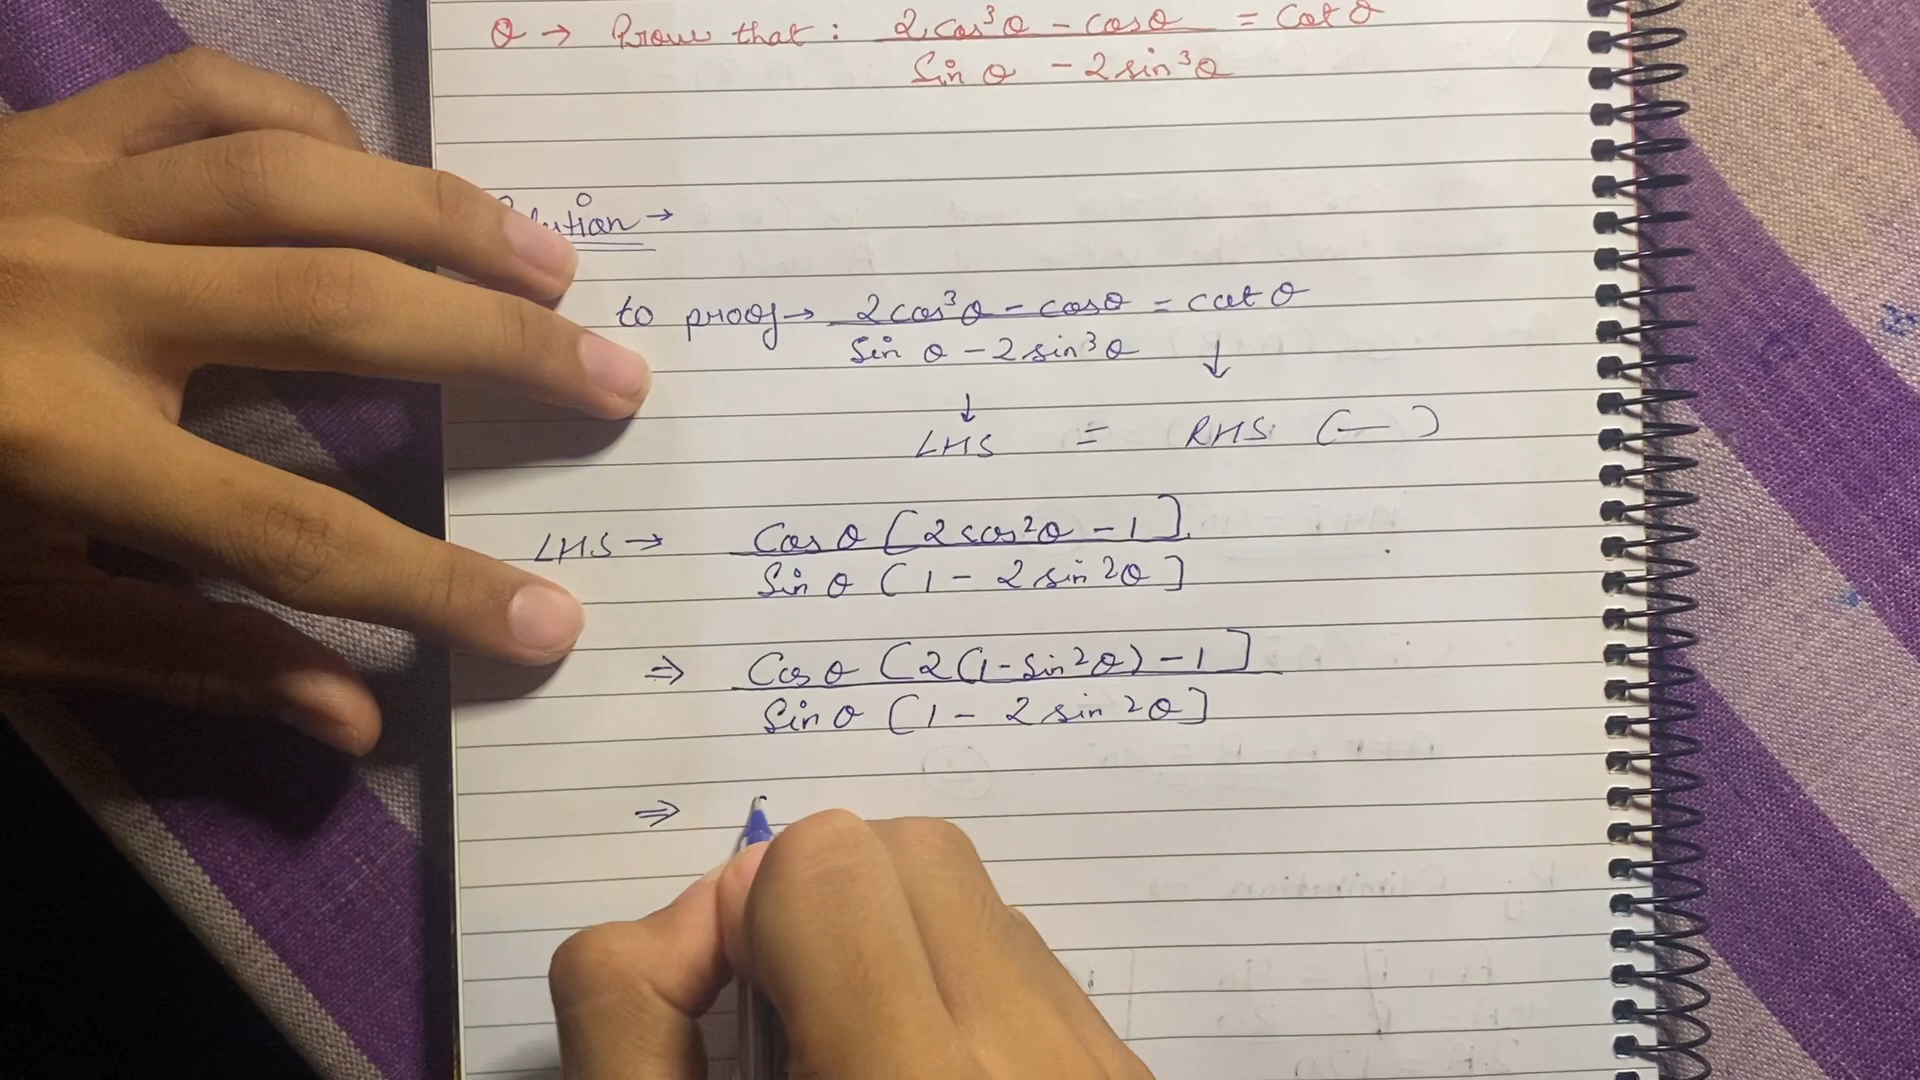 Q → Prove that : (2cos³θ - cosθ)/(Sin θ - 2sin³θ) = Cot θ
→
to proof → (2cos³θ - cosθ)/(Sin θ - 2sin³θ) = cot θ
↓ ↓
LHS = RHS (—)
LHS → Cos θ [2cos²θ - 1] / Sin θ [1 - 2sin²θ]
⇒ Cos θ [2(1-Sin²θ) - 1] / Sin θ [1 - 2sin²θ]
⇒